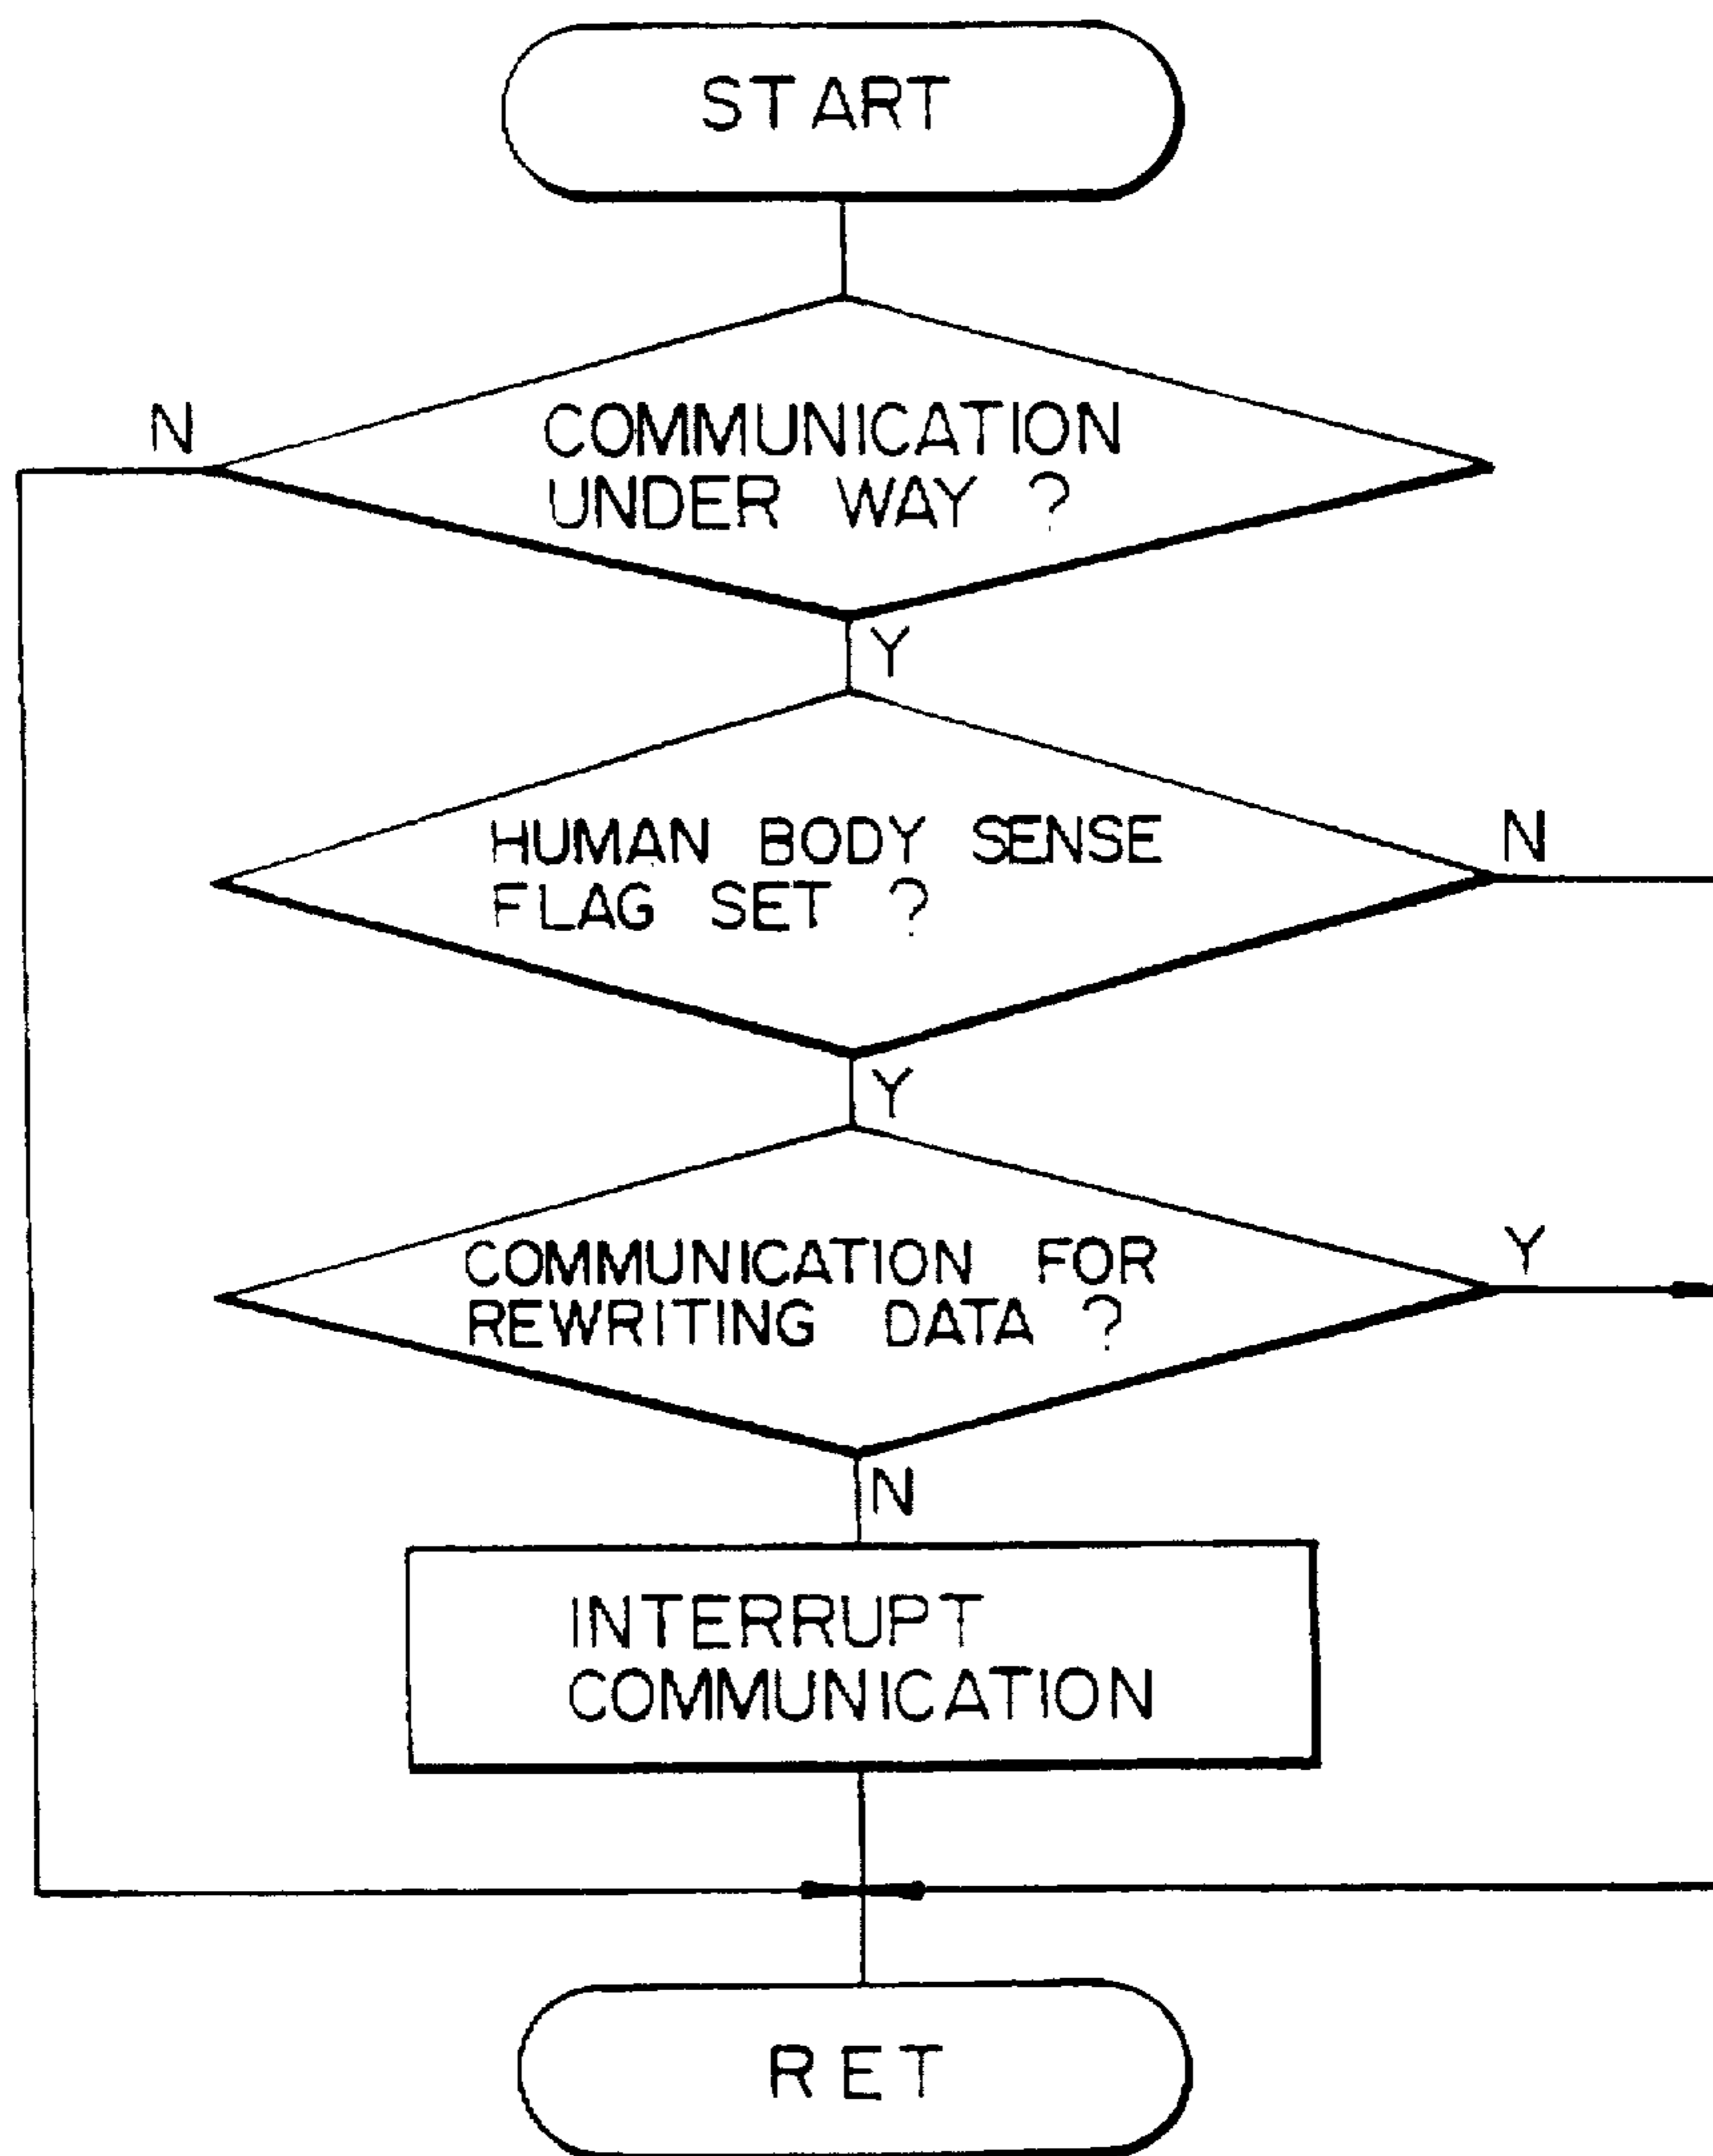 START
N
COMMUNICATION
UNDER WAY ?
Y
HUMAN BODY SENSE
FLAG SET ?
N
Y
COMMUNICATION FOR
REWRITING DATA ?
Y
N
INTERRUPT
COMMUNICATION
RET